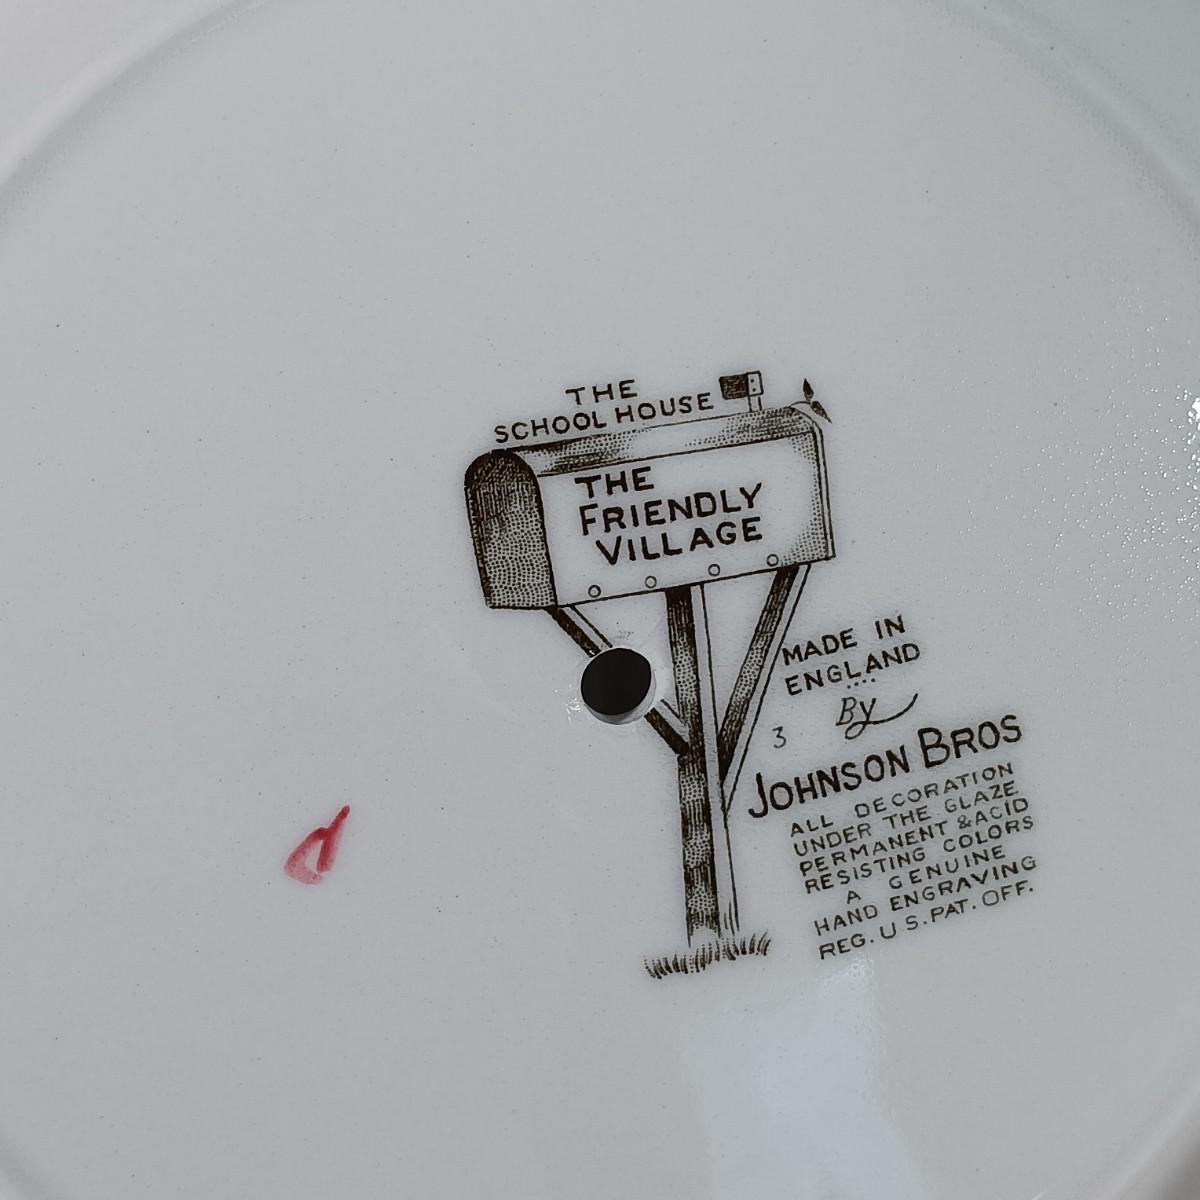 THE
SCHOOL HOUSE
THE
FRIENDLY
VILLAGE
MADE IN
ENGLAND
....
By
3
JOHNSON BROS
ALL DECORATION
UNDER THE GLAZE
PERMANENT & ACID
RESISTING COLORS
A GENUINE
HAND ENGRAVING
REG. U S. PAT. OFF.